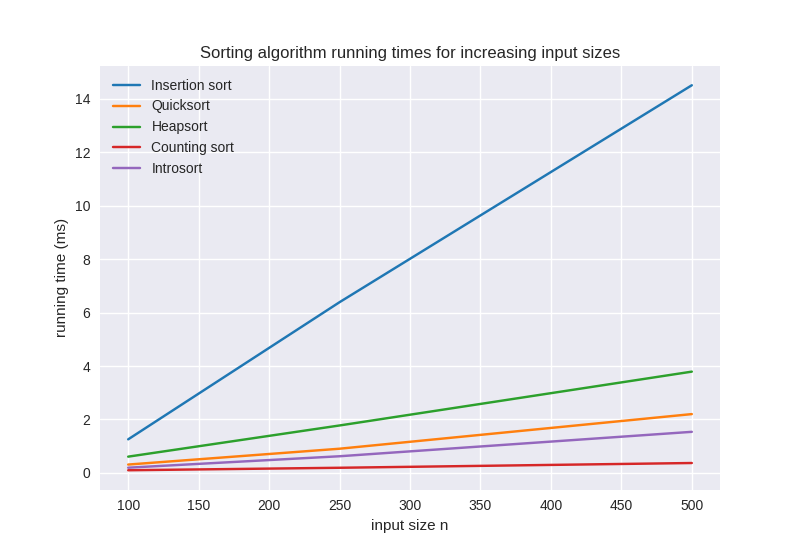 Sorting algorithm running times for increasing input sizes
Insertion sort
Quicksort
Heapsort
Counting sort
Introsort
running time (ms)
14
12
10
8
6
4
2
0
100 150 200 250 300 350 400 450 500
input size n